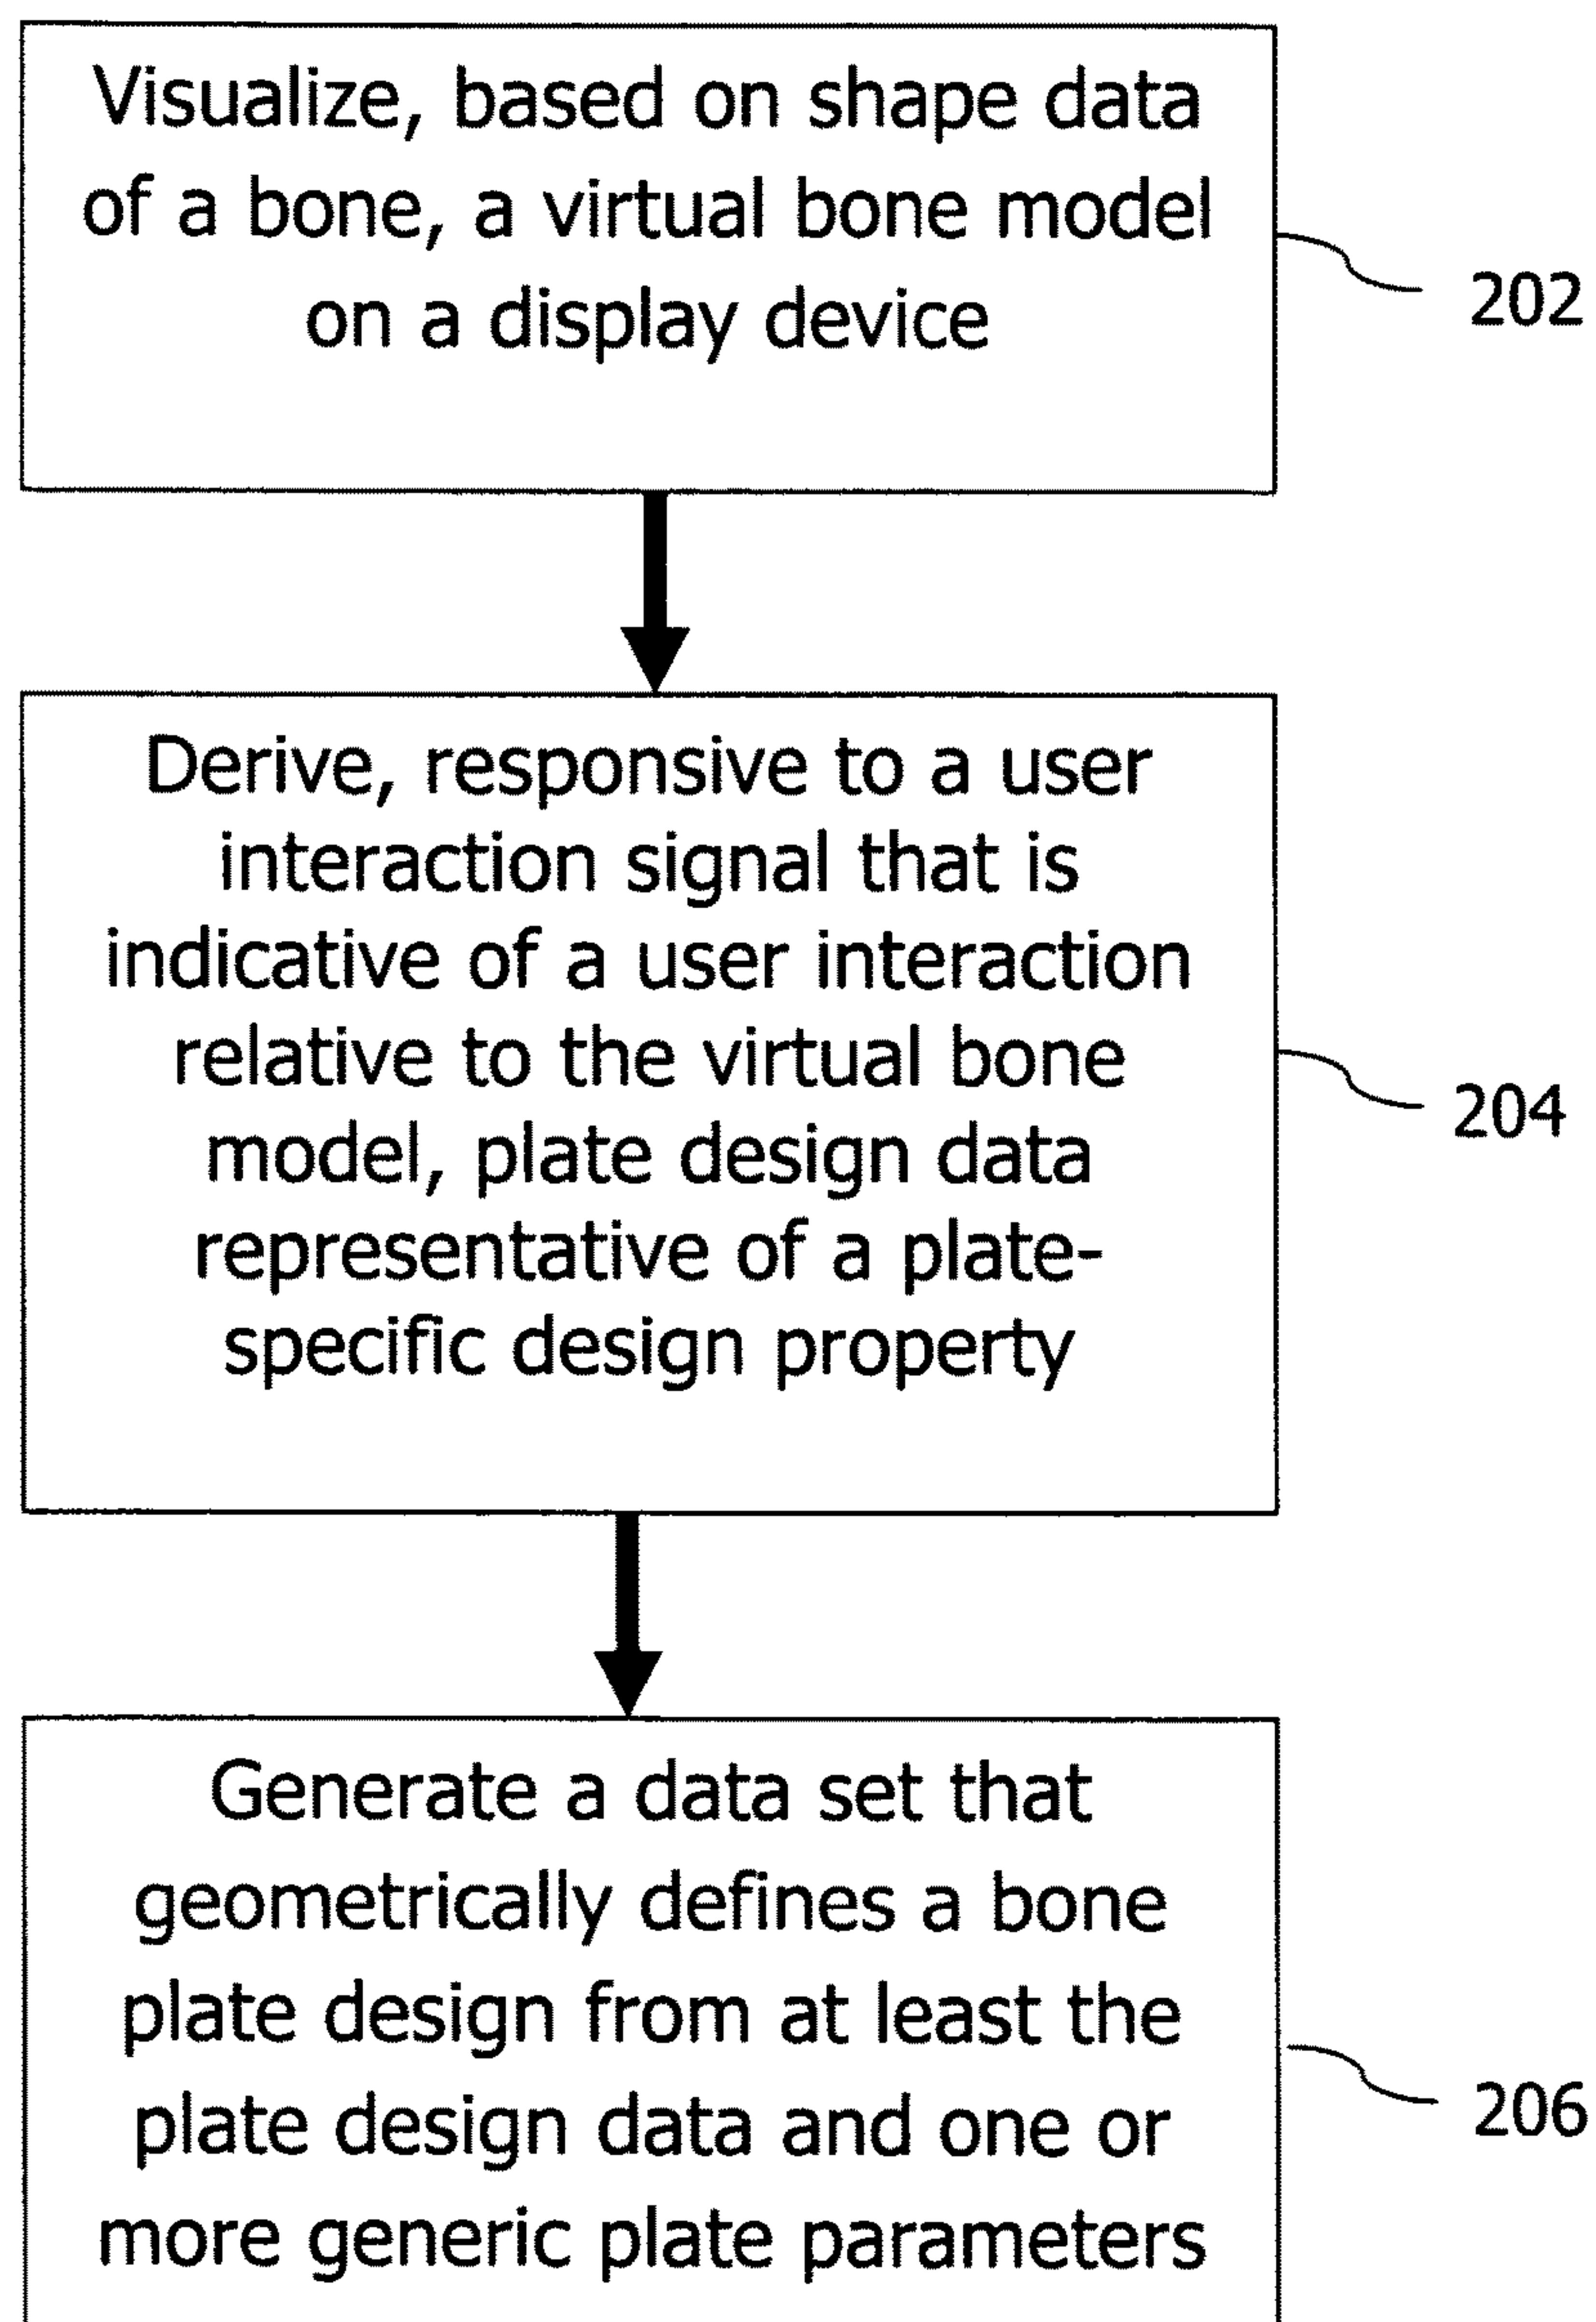 Visualize, based on shape data
of a bone, a virtual bone model
on a display device
202
Derive, responsive to a user
interaction signal that is
indicative of a user interaction
relative to the virtual bone
model, plate design data
representative of a plate-
specific design property
204
Generate a data set that
geometrically defines a bone
plate design from at least the
plate design data and one or
more generic plate parameters
206